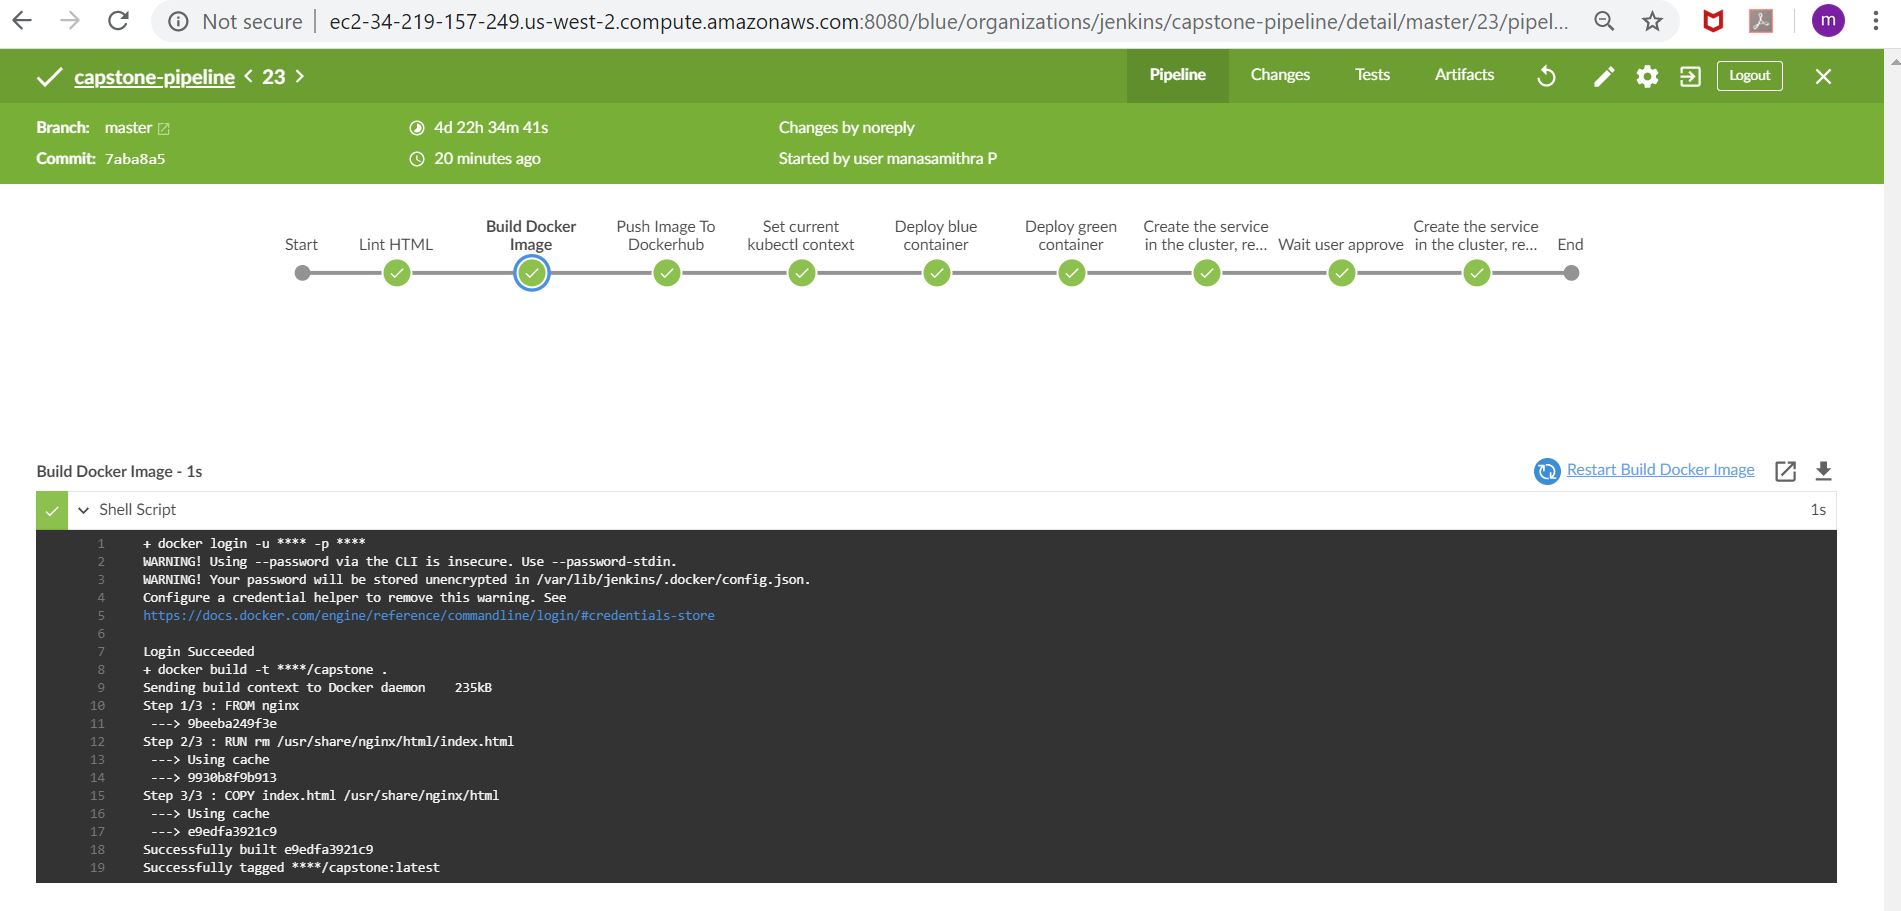 Not secure | ec2-34-219-157-249.us-west-2.compute.amazonaws.com:8080/blue/organizations/jenkins/capstone-pipeline/detail/master/23/pipel... m
capstone-pipeline < 23 > Pipeline Changes Tests Artifacts Logout
Branch: master 4d 22h 34m 41s Changes by noreply
Commit: 7aba8a5 20 minutes ago Started by user manasamithra P
Build Docker Push Image To Set current Deploy blue Deploy green Create the service Create the service
Start Lint HTML Image Dockerhub kubectl context container container in the cluster, re... Wait user approve in the cluster, re... End
Build Docker Image - 1s Restart Build Docker Image
Shell Script 1s
1 + docker login -u **** -p ****
2 WARNING! Using --password via the CLI is insecure. Use --password-stdin.
3 WARNING! Your password will be stored unencrypted in /var/lib/jenkins/.docker/config.json.
4 Configure a credential helper to remove this warning. See
5 https://docs.docker.com/engine/reference/commandline/login/#credentials-store
6
7 Login Succeeded
8 + docker build -t ****/capstone .
9 Sending build context to Docker daemon 235kB
10 Step 1/3 : FROM nginx
11 ---> 9beeba249f3e
12 Step 2/3 : RUN rm /usr/share/nginx/html/index.html
13 ---> Using cache
14 ---> 9930b8f9b913
15 Step 3/3 : COPY index.html /usr/share/nginx/html
16 ---> Using cache
17 ---> e9edfa3921c9
18 Successfully built e9edfa3921c9
19 Successfully tagged ****/capstone:latest